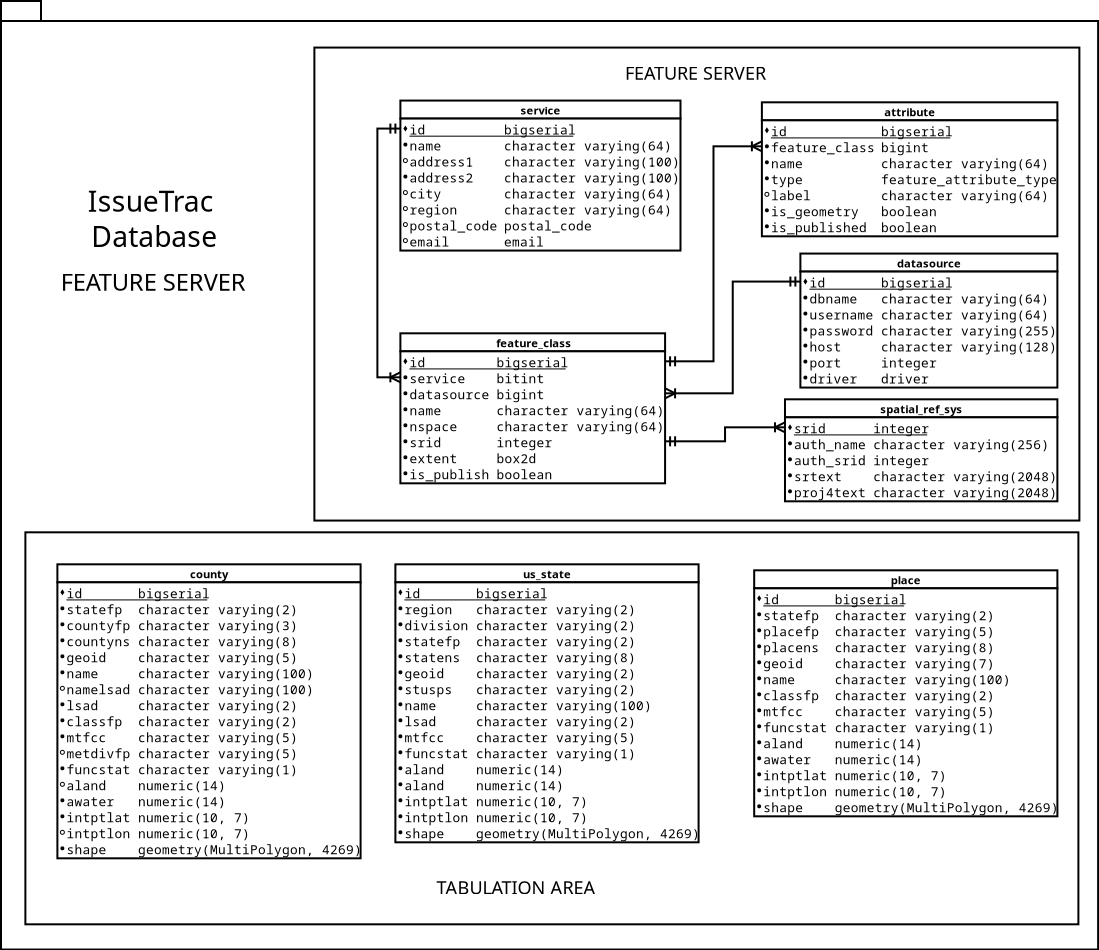 IssueTrac
Database
FEATURE SERVER
FEATURE SERVER
service
id bigserial
name character varying(64)
address1 character varying(100)
address2 character varying(100)
city character varying(64)
region character varying(64)
postal_code postal_code
email email
attribute
id bigserial
feature_class bigint
name character varying(64)
type feature_attribute_type
label character varying(64)
is_geometry boolean
is_published boolean
datasource
id bigserial
dbname character varying(64)
username character varying(64)
password character varying(255)
host character varying(128)
port integer
driver driver
feature_class
id bigserial
service bitint
datasource bigint
name character varying(64)
nspace character varying(64)
srid integer
extent box2d
is_publish boolean
spatial_ref_sys
srid integer
auth_name character varying(256)
auth_srid integer
srtext character varying(2048)
proj4text character varying(2048)
county
id bigserial
statefp character varying(2)
countyfp character varying(3)
countyns character varying(8)
geoid character varying(5)
name character varying(100)
namelsad character varying(100)
lsad character varying(2)
classfp character varying(2)
mtfcc character varying(5)
metdivfp character varying(5)
funcstat character varying(1)
aland numeric(14)
awater numeric(14)
intptlat numeric(10, 7)
intptlon numeric(10, 7)
shape geometry(MultiPolygon, 4269)
us_state
id bigserial
region character varying(2)
division character varying(2)
statefp character varying(2)
statens character varying(8)
geoid character varying(2)
stusps character varying(2)
name character varying(100)
lsad character varying(2)
mtfcc character varying(5)
funcstat character varying(1)
aland numeric(14)
aland numeric(14)
intptlat numeric(10, 7)
intptlon numeric(10, 7)
shape geometry(MultiPolygon, 4269)
place
id bigserial
statefp character varying(2)
placefp character varying(5)
placens character varying(8)
geoid character varying(7)
name character varying(100)
classfp character varying(2)
mtfcc character varying(5)
funcstat character varying(1)
aland numeric(14)
awater numeric(14)
intptlat numeric(10, 7)
intptlon numeric(10, 7)
shape geometry(MultiPolygon, 4269)
TABULATION AREA